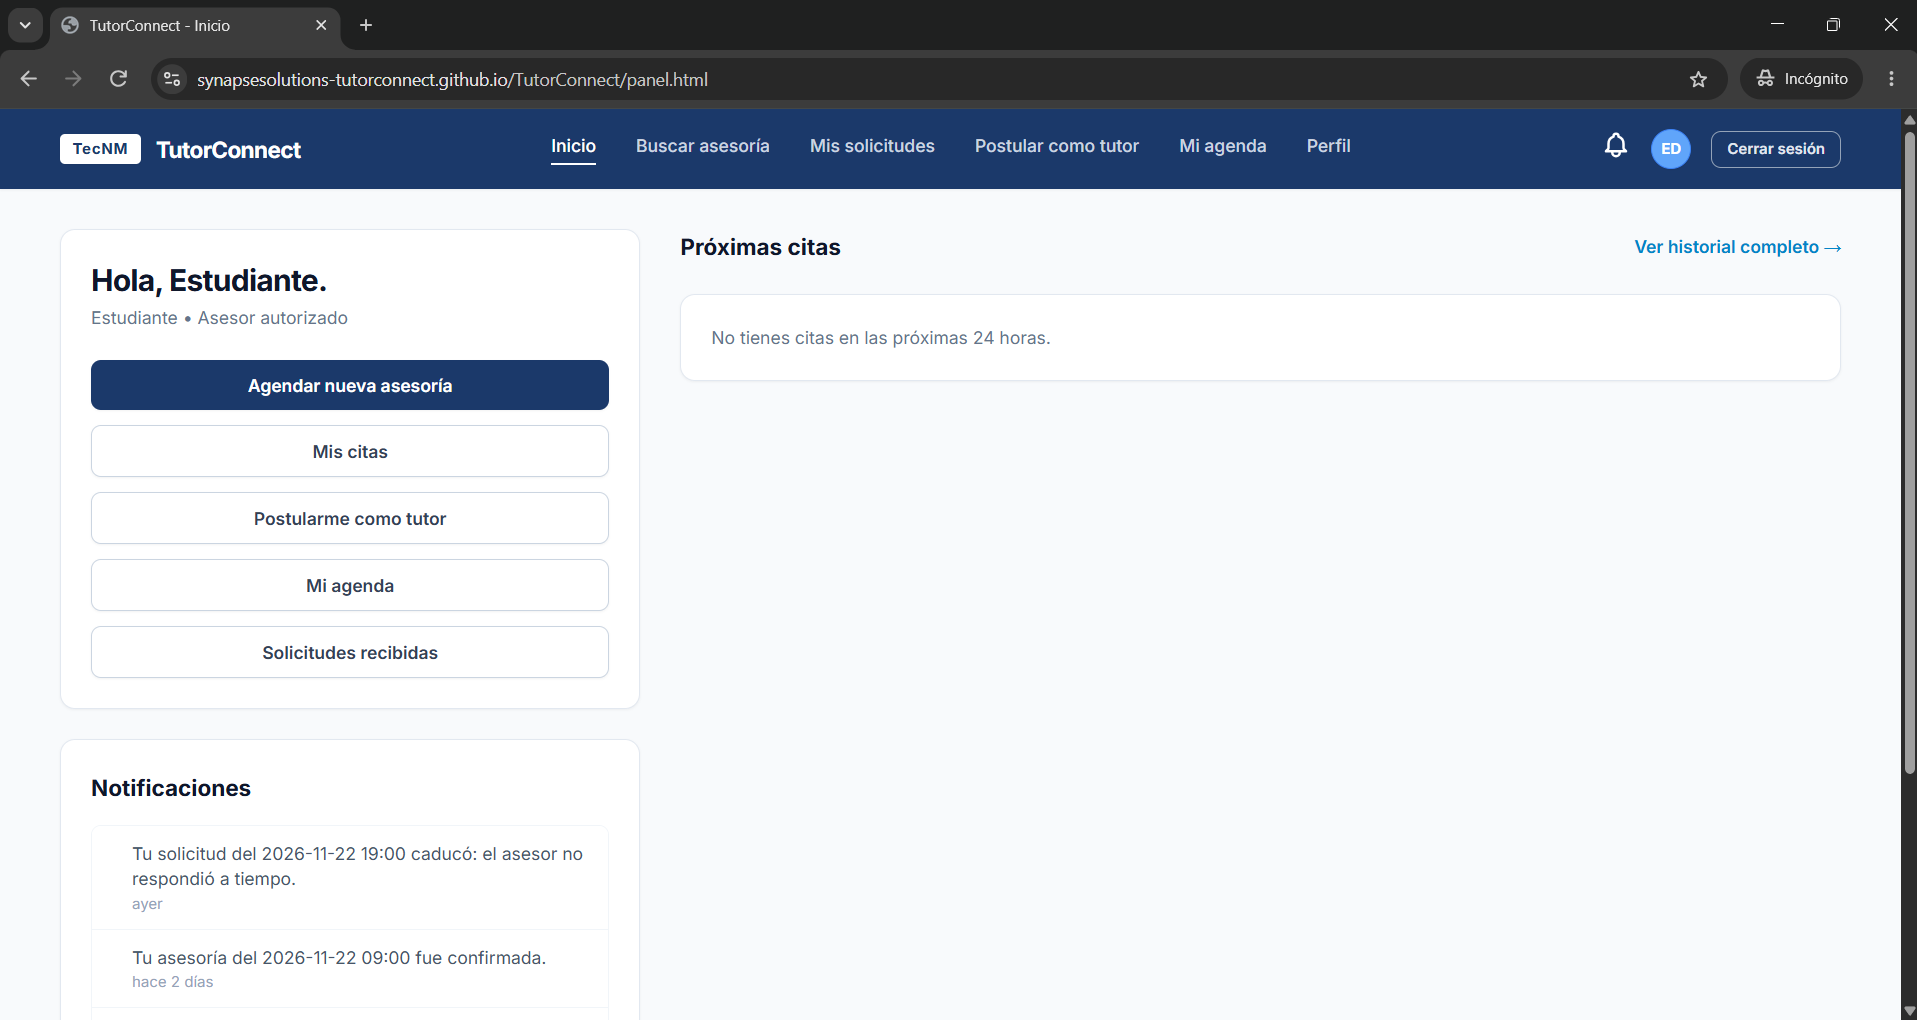 TutorConnect - Inicio
synapsesolutions-tutorconnect.github.io/TutorConnect/panel.html
Incógnito
TecNM
TutorConnect
Inicio
Buscar asesoría
Mis solicitudes
Postular como tutor
Mi agenda
Perfil
ED
Cerrar sesión
Hola, Estudiante.
Estudiante • Asesor autorizado
Agendar nueva asesoría
Mis citas
Postularme como tutor
Mi agenda
Solicitudes recibidas
Notificaciones
Tu solicitud del 2026-11-22 19:00 caducó: el asesor no
respondió a tiempo.
ayer
Tu asesoría del 2026-11-22 09:00 fue confirmada.
hace 2 días
Próximas citas
Ver historial completo →
No tienes citas en las próximas 24 horas.